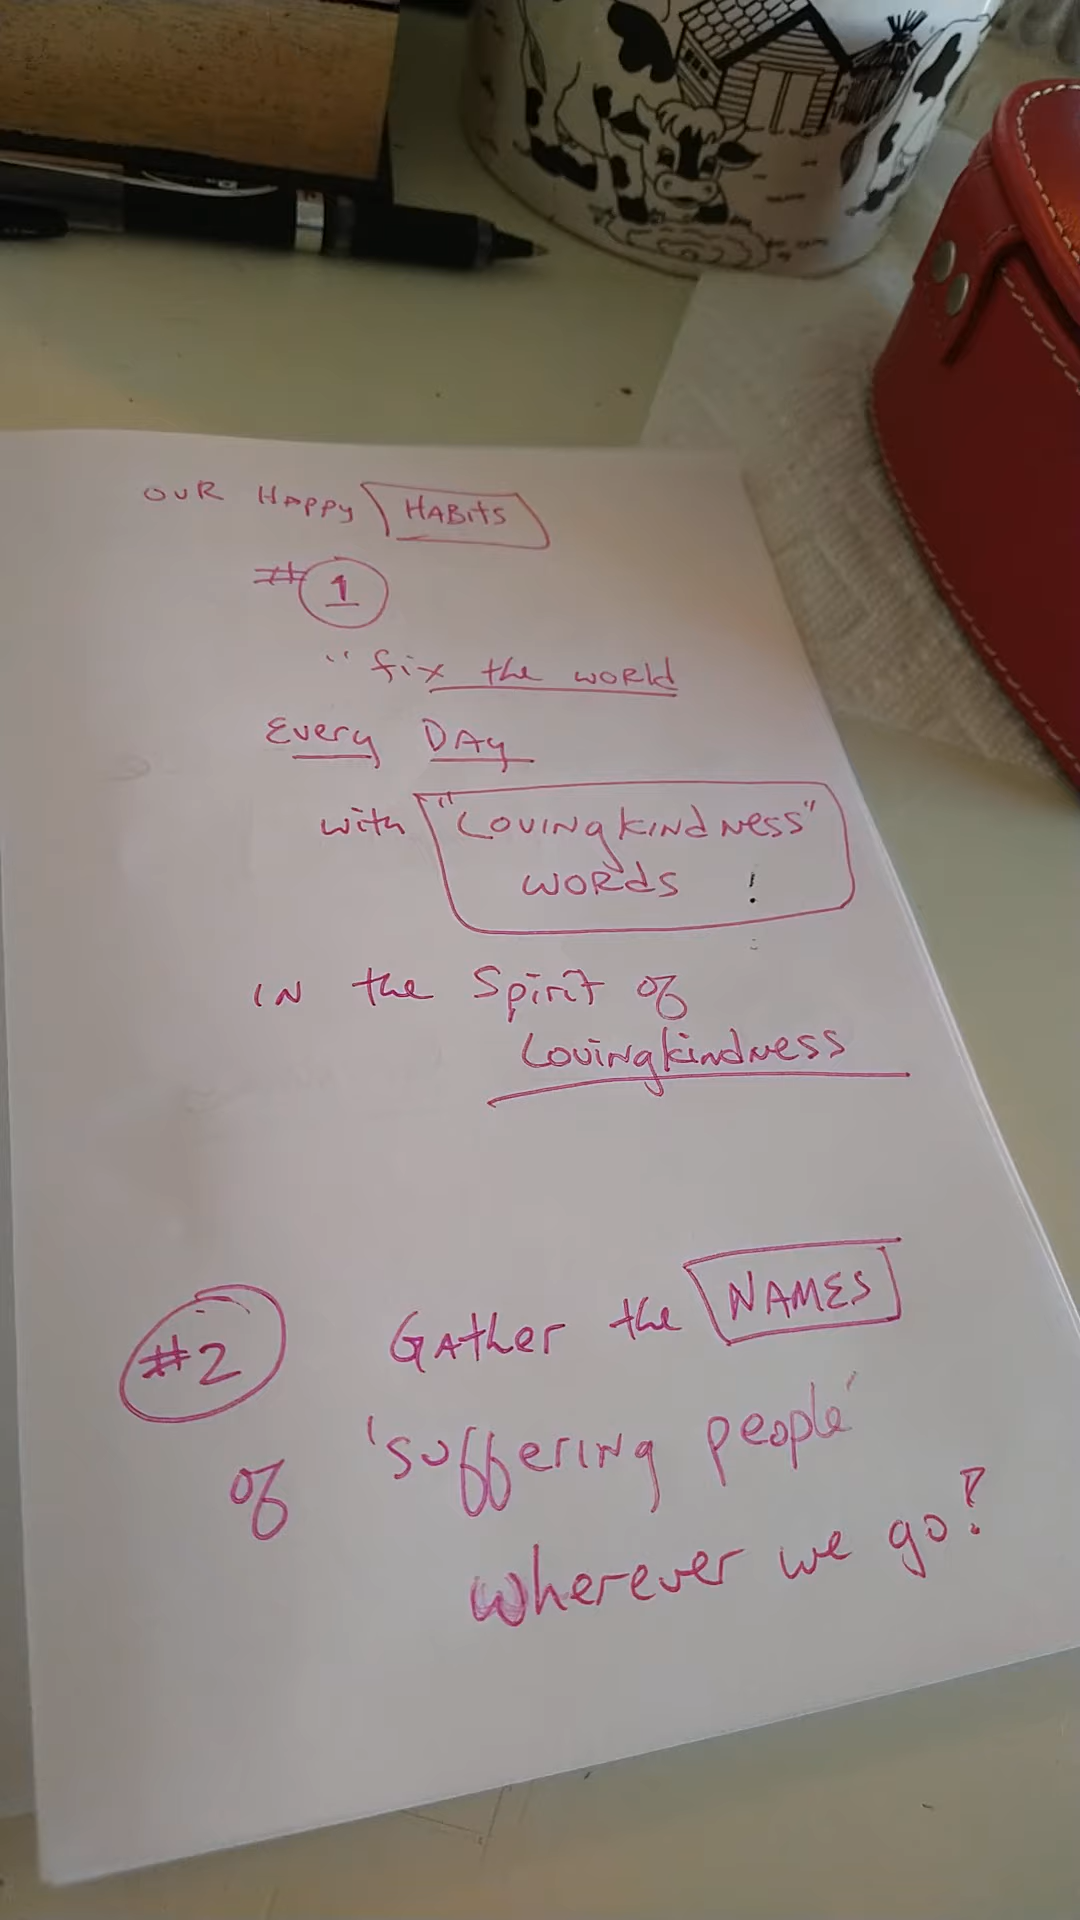 OUR HAPPY HABITS
#1
" fix the world
Every DAy
with "LOVINGkINdNess"
WORds !
IN the Spirit of
Lovingkindness
#2 GAther the NAMES
of 'suffering people'
wherever we go!